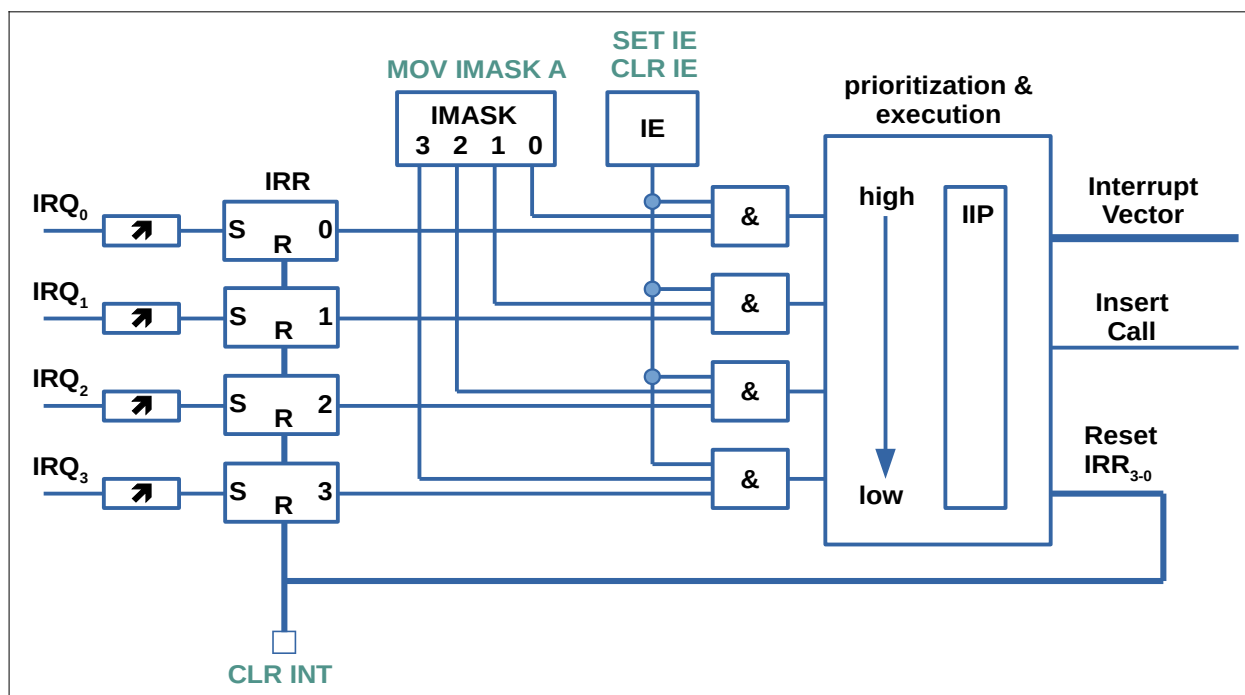 SET IE
CLR IE
MOV IMASK A
prioritization &
execution
IMASK
3 2 1 0
IE
IRR
IRQ0
S R 0
&
high
IIP
Interrupt
Vector
IRQ1
S R 1
&
Insert
Call
IRQ2
S R 2
&
IRQ3
S R 3
&
low
Reset
IRR3-0
CLR INT